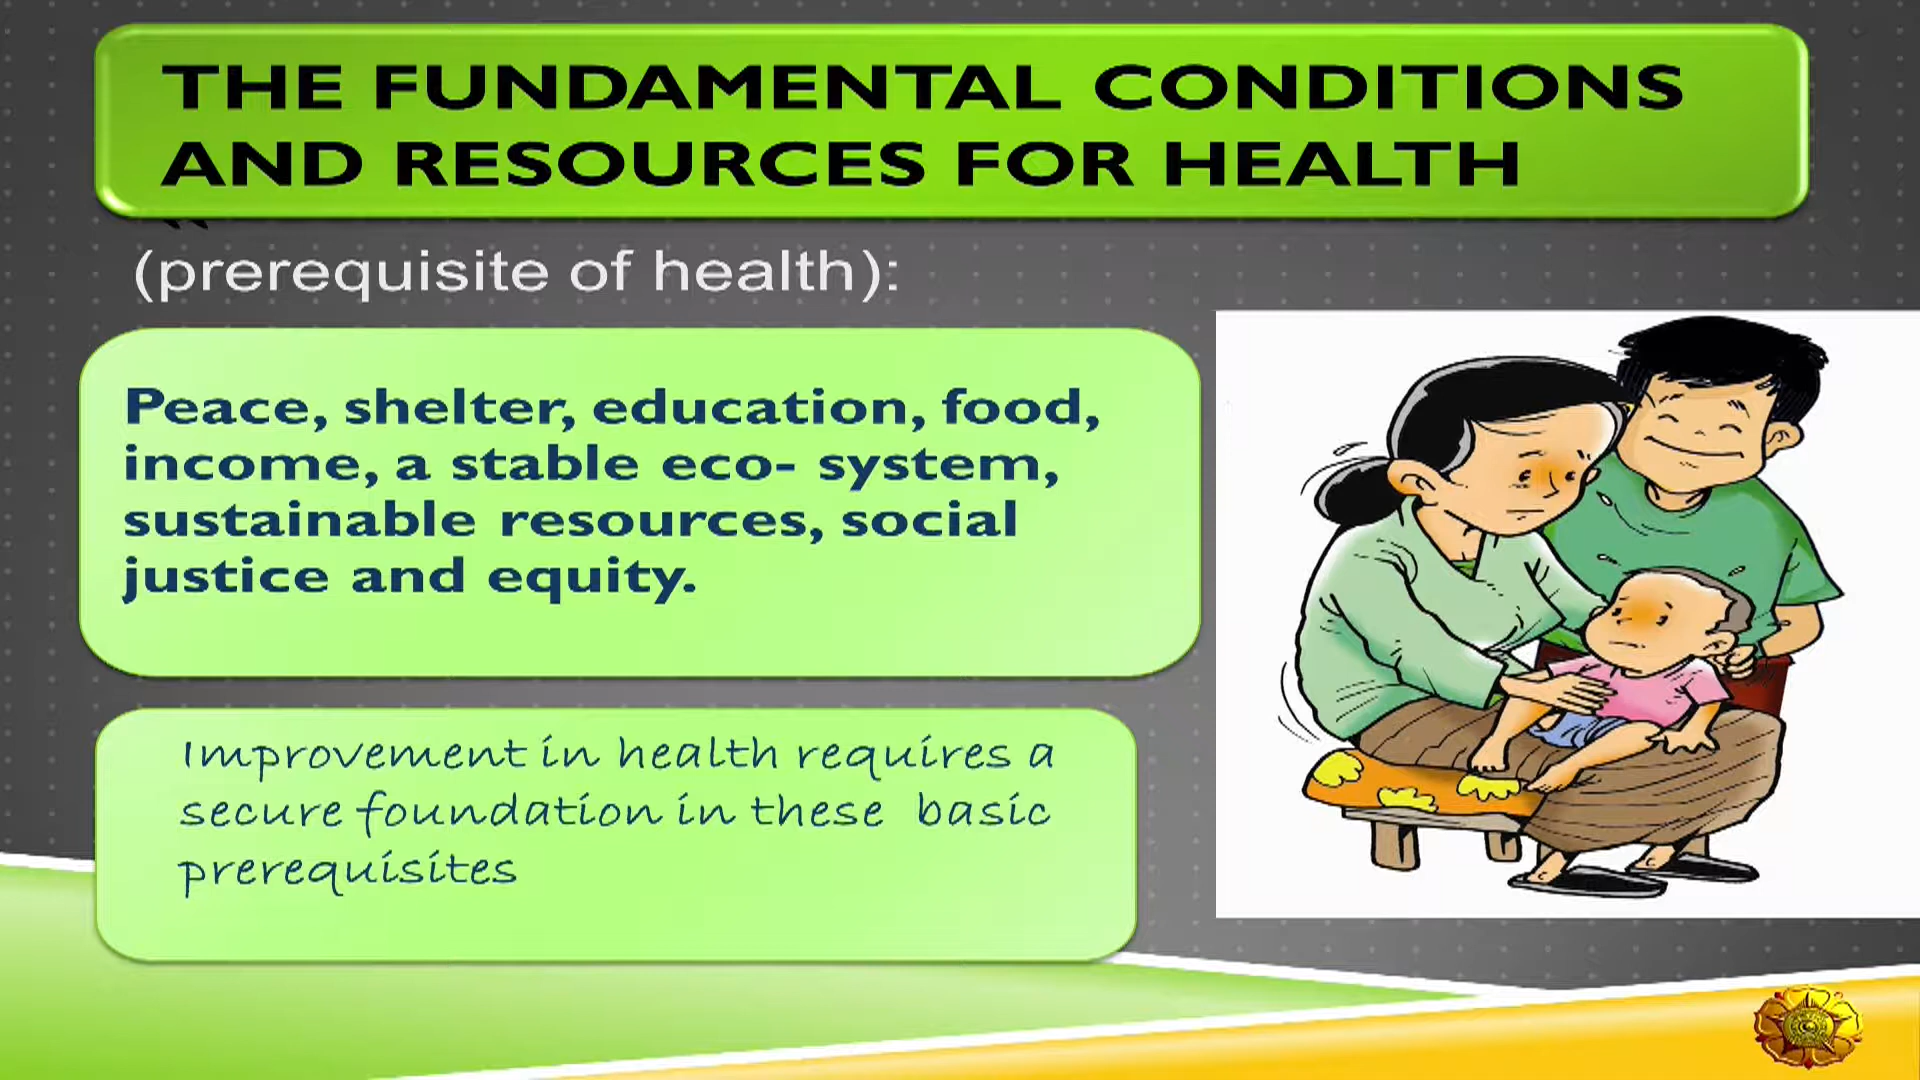 THE FUNDAMENTAL CONDITIONS
AND RESOURCES FOR HEALTH
(prerequisite of health):
Peace, shelter, education, food,
income, a stable eco- system,
sustainable resources, social
justice and equity.
Improvement in health requires a
secure foundation in these basic
prerequisites